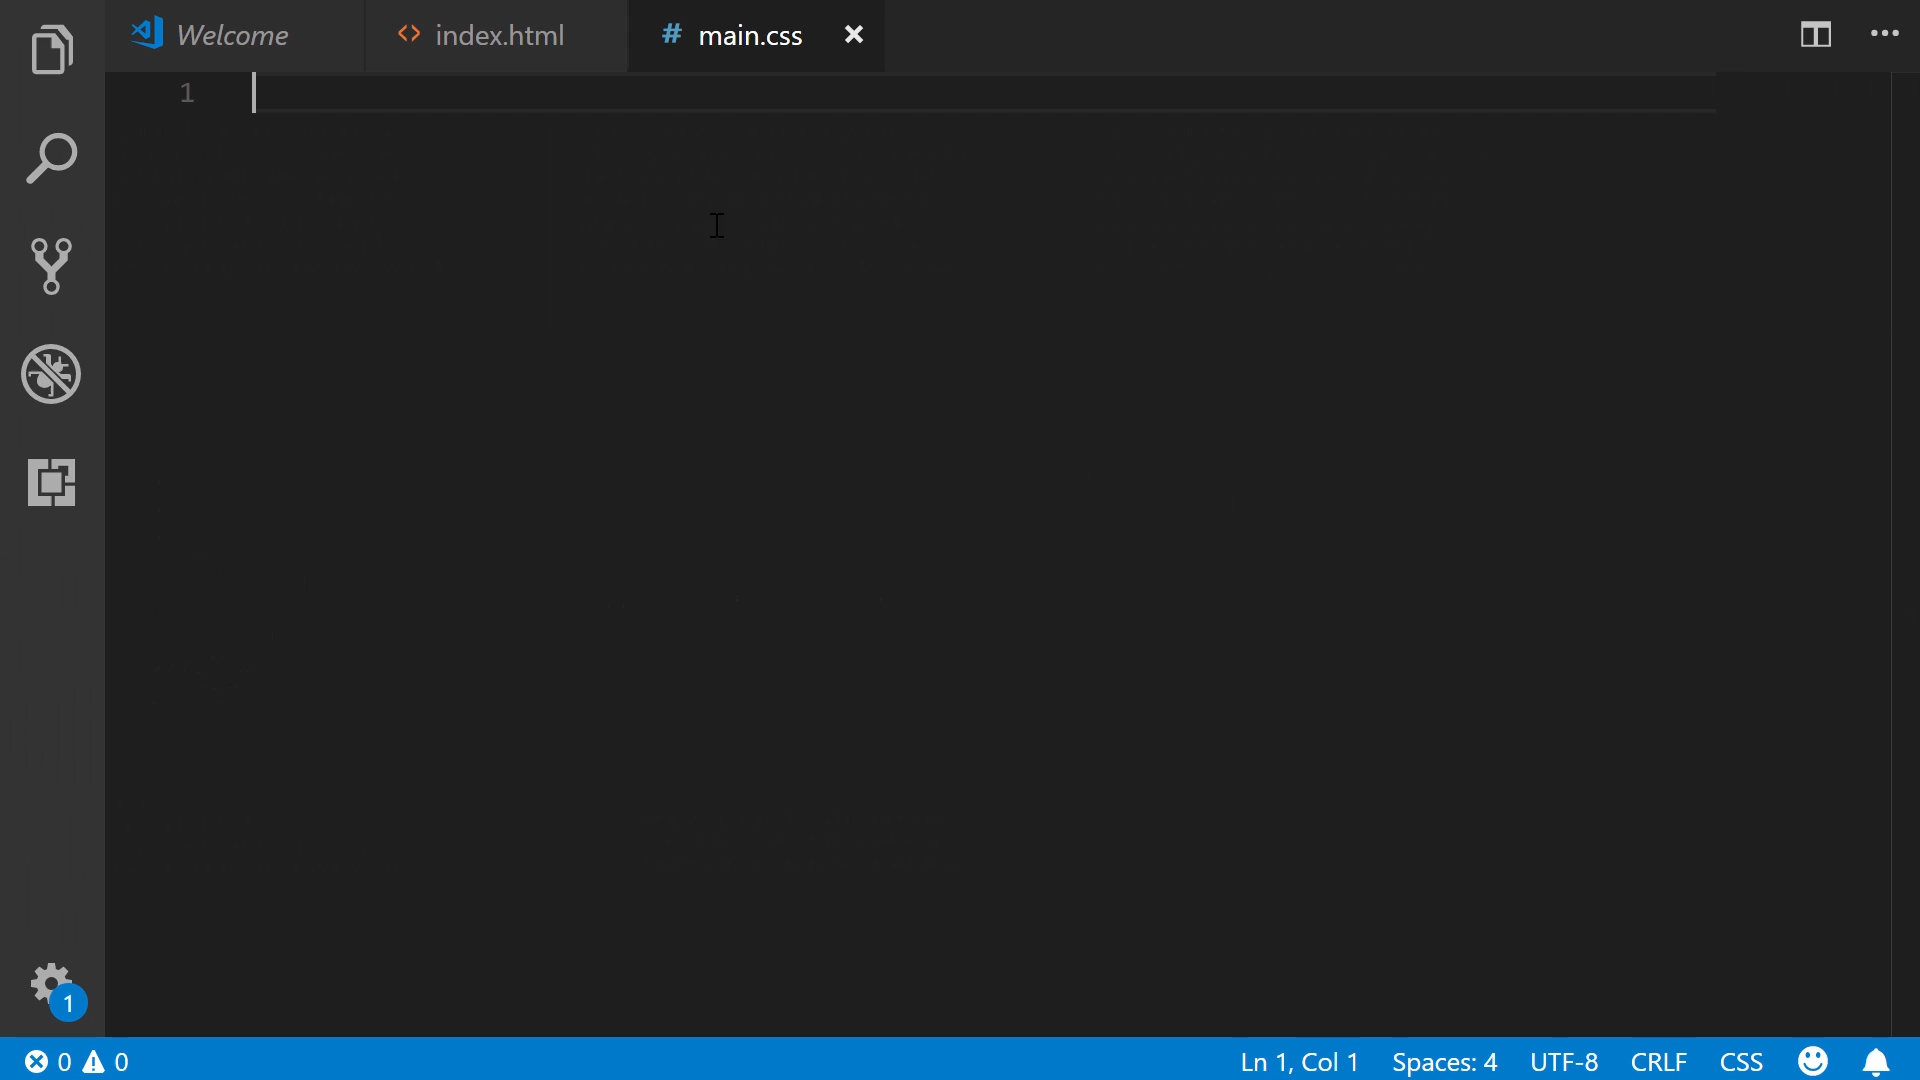 Welcome
<> index.html
# main.css
1
1
0 0
Ln 1, Col 1 Spaces: 4 UTF-8 CRLF CSS